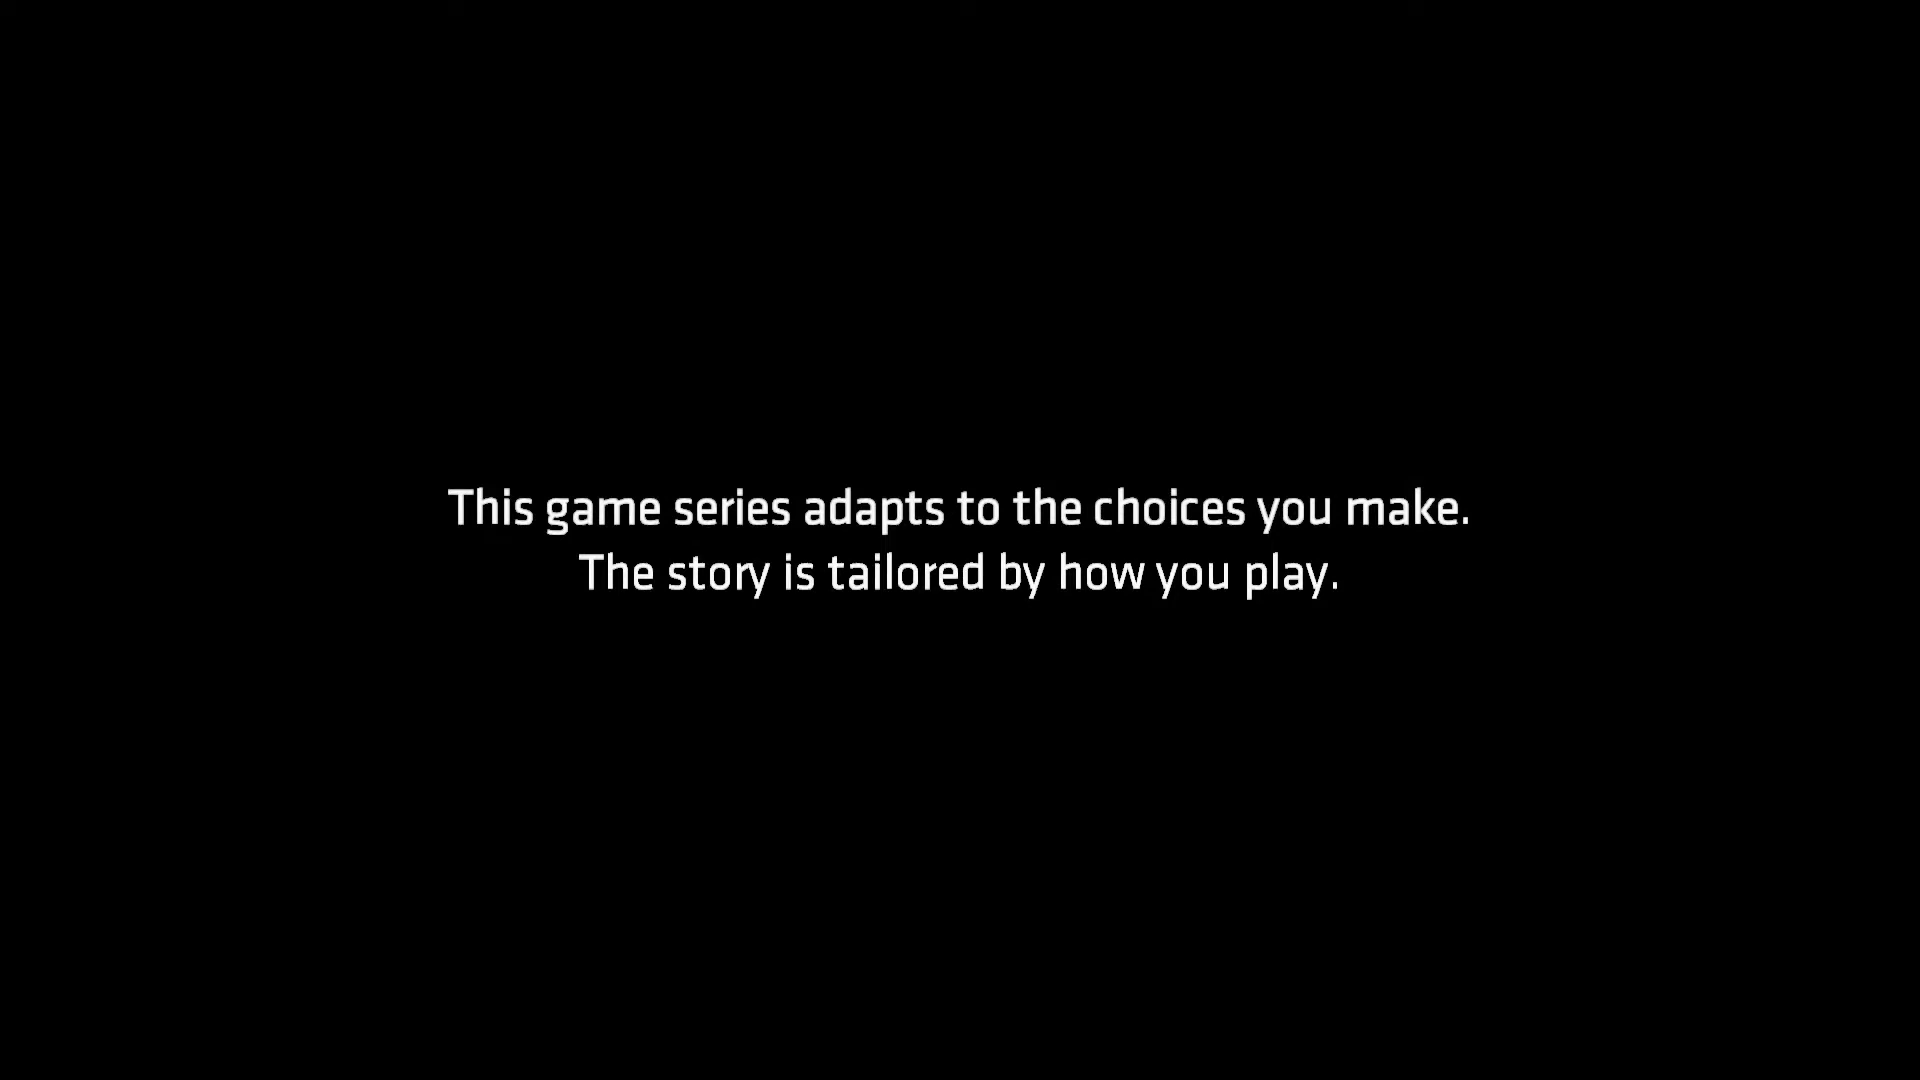 This game series adapts to the choices you make.
The story is tailored by how you play.